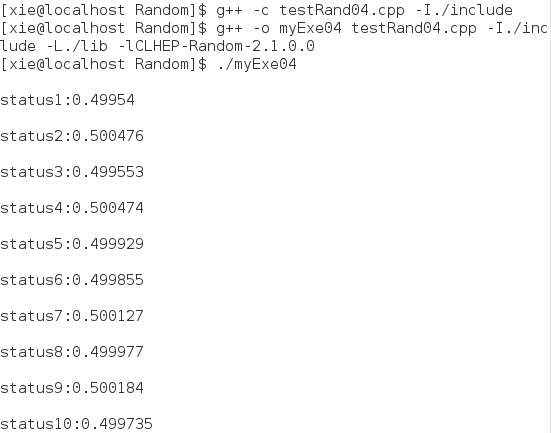 [xie@localhost Random]$ g++ -c testRand04.cpp -I./include
[xie@localhost Random]$ g++ -o myExe04 testRand04.cpp -I./inc
lude -L./lib -lCLHEP-Random-2.1.0.0
[xie@localhost Random]$ ./myExe04
status1:0.49954
status2:0.500476
status3:0.499553
status4:0.500474
status5:0.499929
status6:0.499855
status7:0.500127
status8:0.499977
status9:0.500184
status10:0.499735